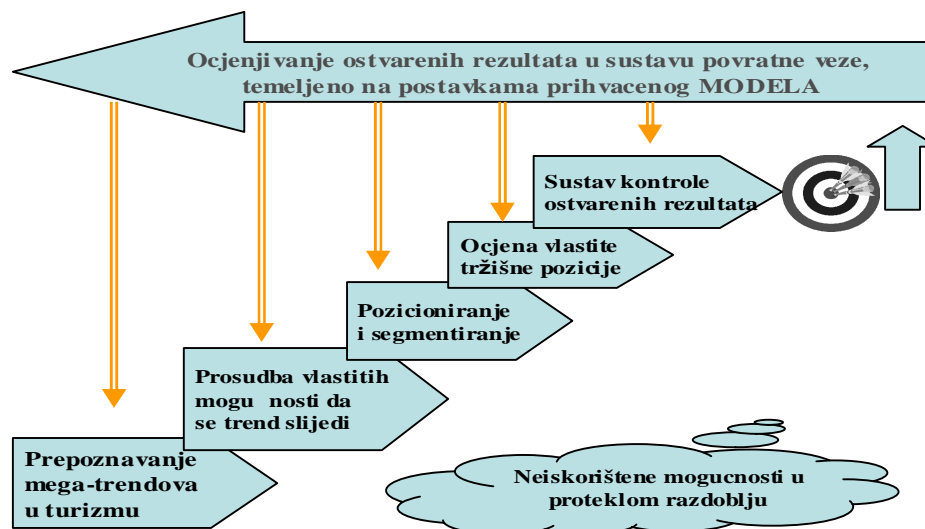 Ocjenjivanje ostvarenih rezultata u sustavu povratne veze,
temeljeno na postavkama prihvacenog MODELA
Sustav kontrole
ostvarenih rezultata
Ocjena vlastite
tržišne pozicije
Pozicioniranje
i segmentiranje
Prosudba vlastitih
mogu nosti da
se trend slijedi
Prepoznavanje
mega-trendova
u turizmu
Neiskorištene mogucnosti u
proteklom razdoblju